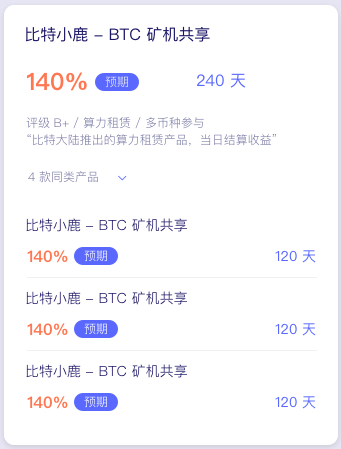 比特小鹿 – BTC 矿机共享
140% 预期 240 天
评级 B+ / 算力租赁 / 多币种参与
“比特大陆推出的算力租赁产品，当日结算收益”
4 款同类产品
比特小鹿 – BTC 矿机共享
140% 预期 120 天
比特小鹿 – BTC 矿机共享
140% 预期 120 天
比特小鹿 – BTC 矿机共享
140% 预期 120 天